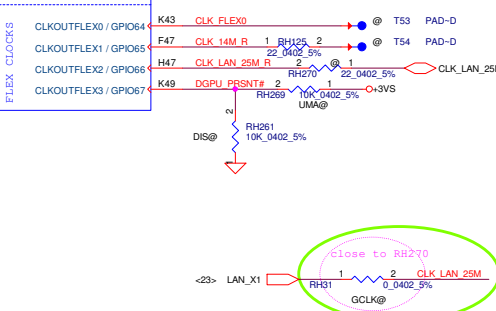 FLEX CLOCKS
CLKOUTFLEX0 / GPIO64 K43 CLK_FLEX0 @ T53 PAD~D
CLKOUTFLEX1 / GPIO65 F47 CLK_14M_R 1 RH125 2 @ T54 PAD~D
22_0402_5%
CLKOUTFLEX2 / GPIO66 H47 CLK_LAN_25M_R 2 @ 1 CLK_LAN_25
RH270 22_0402_5%
CLKOUTFLEX3 / GPIO67 K49 DGPU_PRSNT# 2 1 +3VS
RH269 10K_0402_5%
UMA@
2
RH261
DIS@ 10K_0402_5%
1
close to RH270
<23> LAN_X1 1 2 CLK_LAN_25M
RH31 0_0402_5%
GCLK@